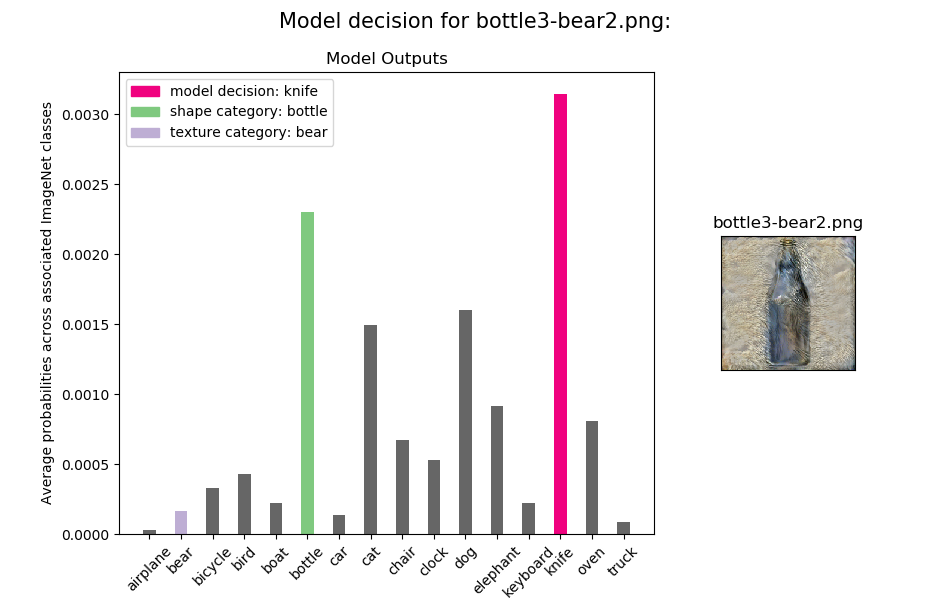 Model decision for bottle3-bear2.png:
Model Outputs
model decision: knife
shape category: bottle
texture category: bear
Average probabilities across associated ImageNet classes
0.0030
0.0025
0.0020
0.0015
0.0010
0.0005
0.0000
airplane
bear
bicycle
bird
boat
bottle
car
cat
chair
clock
dog
elephant
keyboard
knife
oven
truck
bottle3-bear2.png